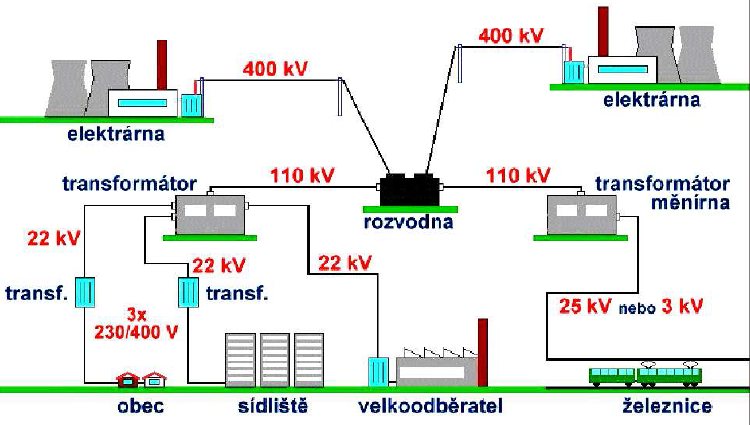 400 kV
400 kV
elektrárna
elektrárna
transformátor
110 kV
110 kV
transformátor
měnírna
rozvodna
22 kV
22 kV
22 kV
transf.
transf.
3x
230/400 V
25 kV nebo 3 kV
obec
sídliště
velkoodběratel
železnice